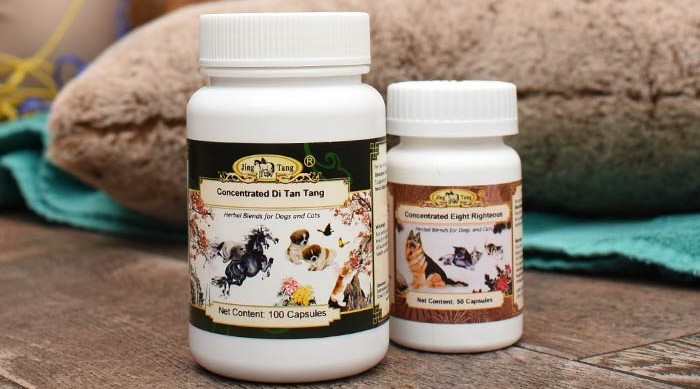 Jing Tang ®
Concentrated Di Tan Tang
Herbal Blends for Dogs and Cats
Net Content: 100 Capsules
Jing Tang
Concentrated Eight Righteous
Herbal Blends for Dogs and Cats
Net Content: 50 Capsules